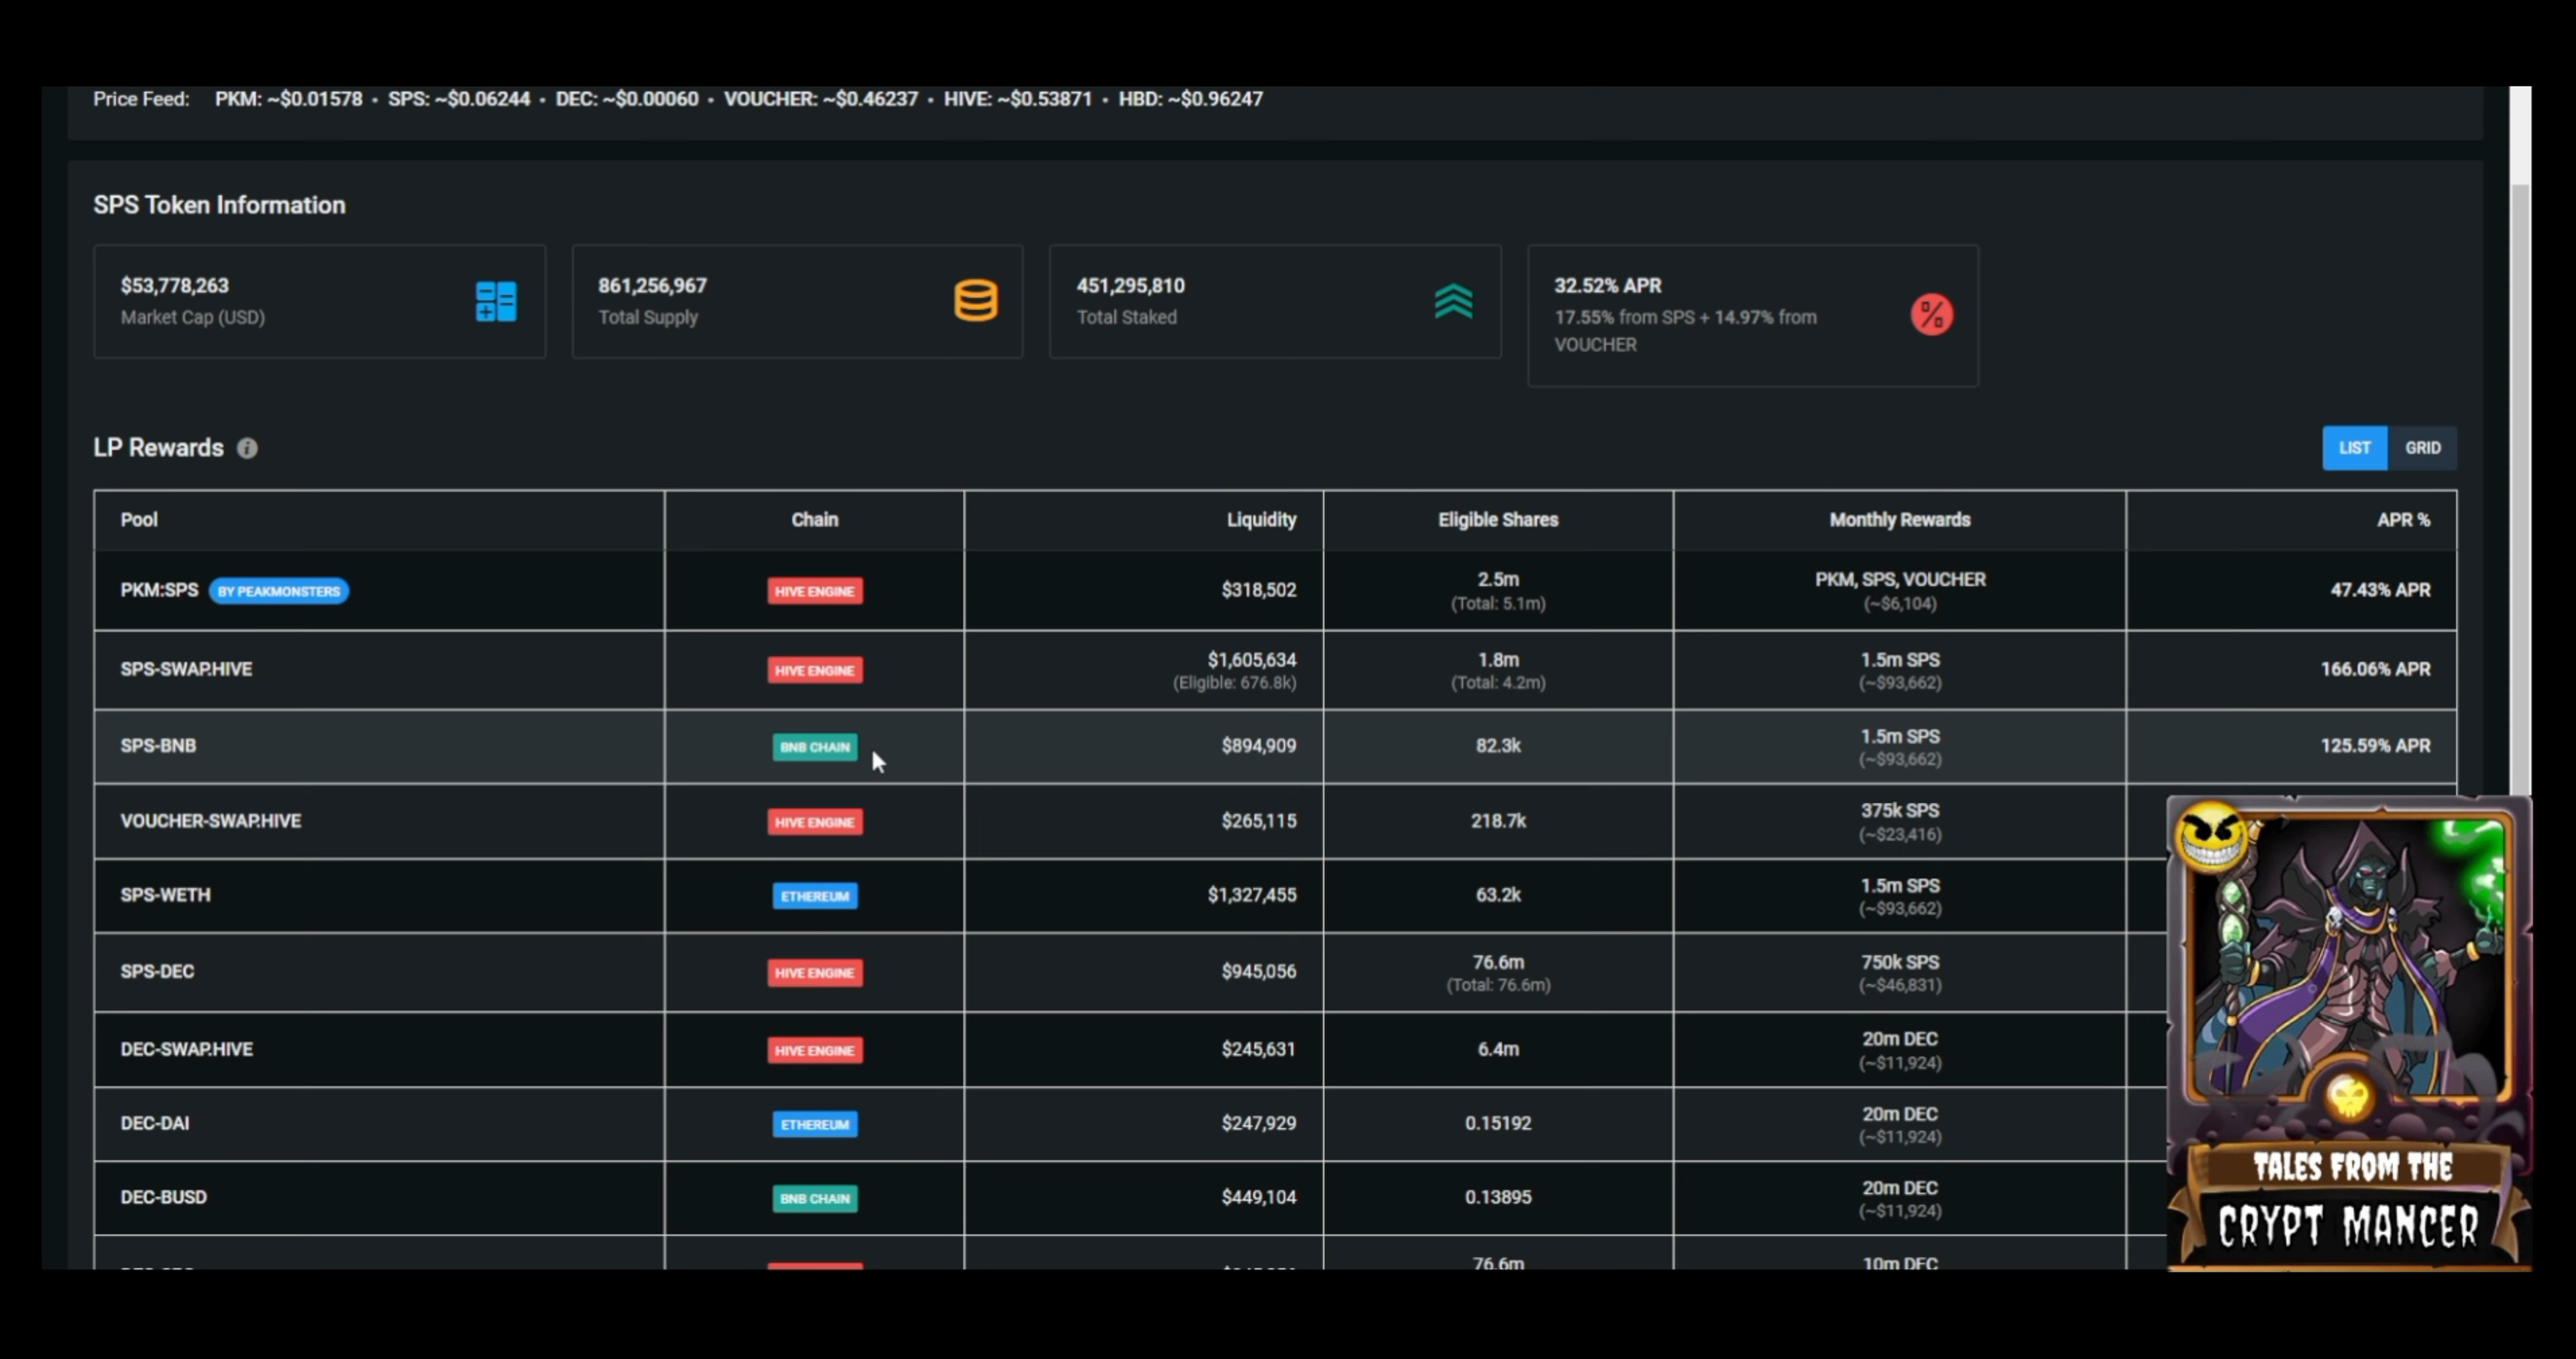 Price Feed: PKM: ~$0.01578 • SPS: ~$0.06244 • DEC: ~$0.00060 • VOUCHER: ~$0.46237 • HIVE: ~$0.53871 • HBD: ~$0.96247
SPS Token Information
$53,778,263
Market Cap (USD)
861,256,967
Total Supply
451,295,810
Total Staked
32.52% APR
17.55% from SPS + 14.97% from
VOUCHER
LP Rewards
LIST GRID
Pool Chain Liquidity Eligible Shares Monthly Rewards APR %
PKM:SPS BY PEAKMONSTERS HIVE ENGINE $318,502 2.5m PKM, SPS, VOUCHER 47.43% APR
(Total: 5.1m) (~$6,104)
SPS-SWAP.HIVE HIVE ENGINE $1,605,634 1.8m 1.5m SPS 166.06% APR
(Eligible: 676.8k) (Total: 4.2m) (~$93,662)
SPS-BNB BNB CHAIN $894,909 82.3k 1.5m SPS 125.59% APR
(~$93,662)
VOUCHER-SWAP.HIVE HIVE ENGINE $265,115 218.7k 375k SPS
(~$23,416)
SPS-WETH ETHEREUM $1,327,455 63.2k 1.5m SPS
(~$93,662)
SPS-DEC HIVE ENGINE $945,056 76.6m 750k SPS
(Total: 76.6m) (~$46,831)
DEC-SWAP.HIVE HIVE ENGINE $245,631 6.4m 20m DEC
(~$11,924)
DEC-DAI ETHEREUM $247,929 0.15192 20m DEC
(~$11,924)
DEC-BUSD BNB CHAIN $449,104 0.13895 20m DEC
(~$11,924)
76.6m 10m DEC
TALES FROM THE
CRYPT MANCER